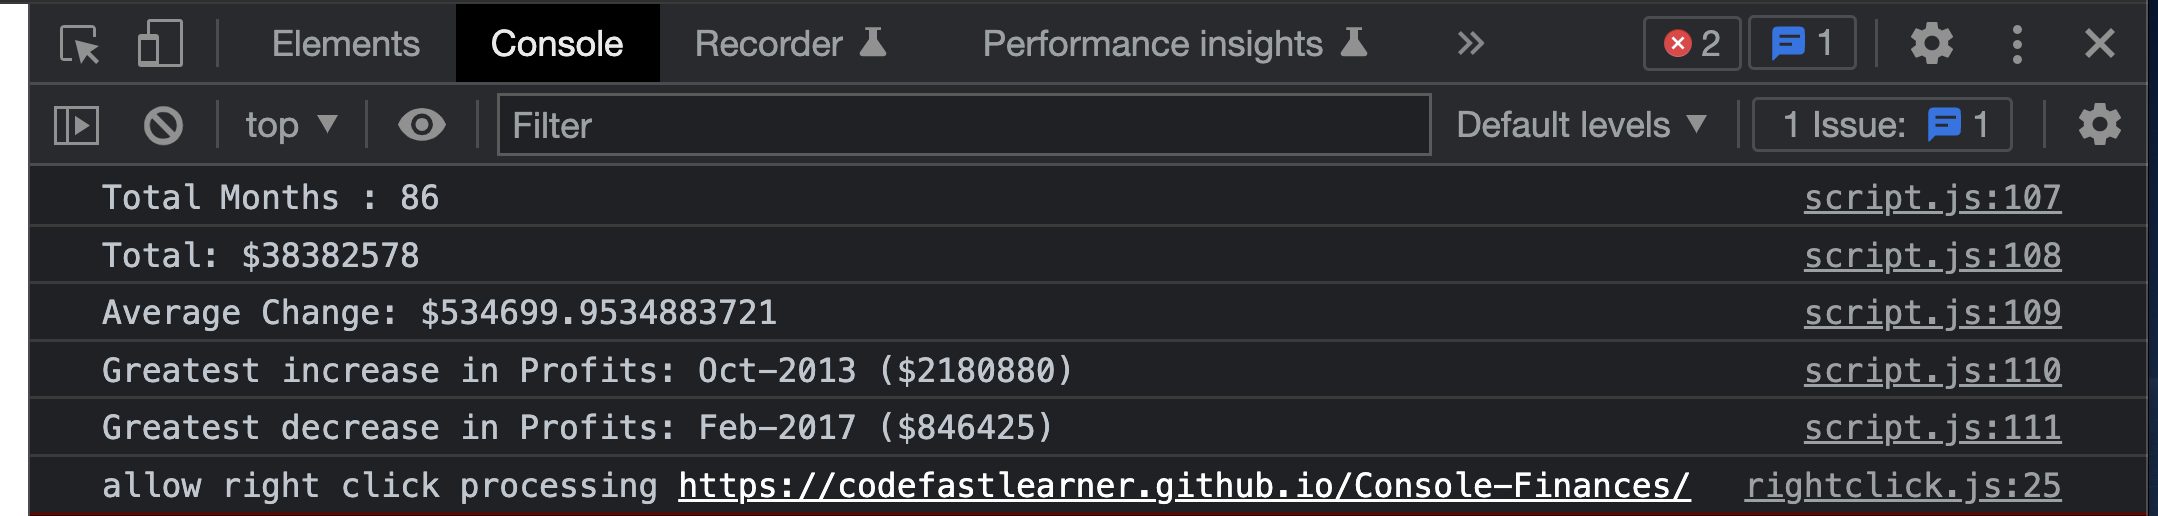 Elements Console Recorder Performance insights » 2 1
top Filter Default levels 1 Issue: 1
Total Months : 86 script.js:107
Total: $38382578 script.js:108
Average Change: $534699.9534883721 script.js:109
Greatest increase in Profits: Oct-2013 ($2180880) script.js:110
Greatest decrease in Profits: Feb-2017 ($846425) script.js:111
allow right click processing https://codefastlearner.github.io/Console-Finances/ rightclick.js:25